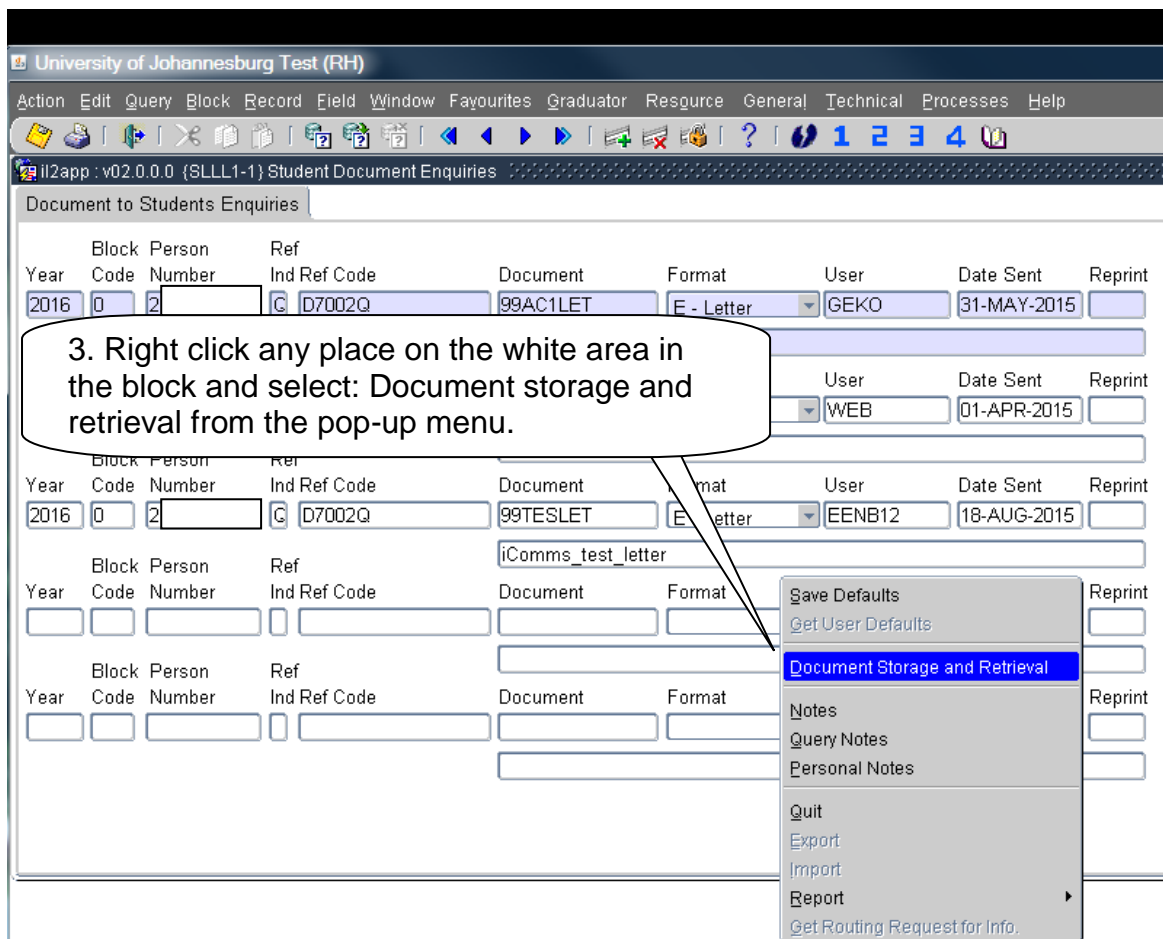 University of Johannesburg Test (RH)
Action Edit Query Block Record Field Window Favourites Graduator Resource General Technical Processes Help
1 2 3 4
il2app : v02.0.0.0 {SLLL1-1} Student Document Enquiries
Document to Students Enquiries
Block Person Ref
Year Code Number Ind Ref Code Document Format User Date Sent Reprint
2016 0 2 D7002Q 99AC1LET E - Letter GEKO 31-MAY-2015
3. Right click any place on the white area in
the block and select: Document storage and
retrieval from the pop-up menu.
User Date Sent Reprint
WEB 01-APR-2015
Block Person Ref
Year Code Number Ind Ref Code Document User Date Sent Reprint
2016 0 2 D7002Q 99TESLET EENB12 18-AUG-2015
iComms_test_letter
Block Person Ref
Year Code Number Ind Ref Code Document Format Reprint
Block Person Ref
Year Code Number Ind Ref Code Document Format Reprint
Save Defaults
Get User Defaults
Document Storage and Retrieval
Notes
Query Notes
Personal Notes
Quit
Export
Import
Report
Get Routing Request for Info.